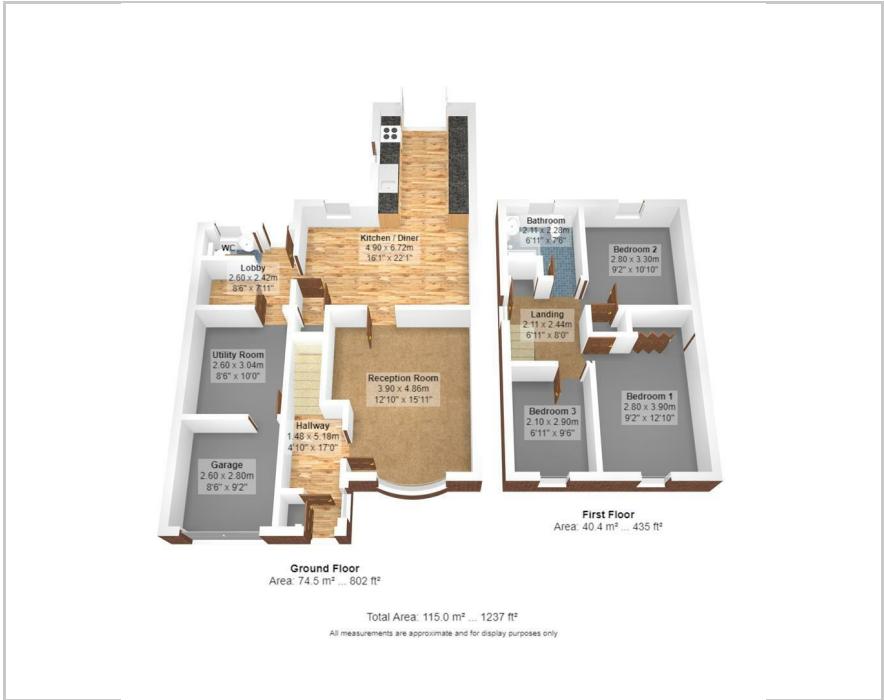 Kitchen / Diner
4.90 x 6.72m
16'1" x 22'1"
WC
Lobby
2.60 x 2.42m
8'6" x 7'11"
Utility Room
2.60 x 3.04m
8'6" x 10'0"
Reception Room
3.90 x 4.86m
12'10" x 15'11"
Hallway
1.48 x 5.18m
4'10" x 17'0"
Garage
2.60 x 2.80m
8'6" x 9'2"
Ground Floor
Area: 74.5 m² ... 802 ft²
Bathroom
2.11 x 2.28m
6'11" x 7'6"
Bedroom 2
2.80 x 3.30m
9'2" x 10'10"
Landing
2.11 x 2.44m
6'11" x 8'0"
Bedroom 1
2.80 x 3.90m
9'2" x 12'10"
Bedroom 3
2.10 x 2.90m
6'11" x 9'6"
First Floor
Area: 40.4 m² ... 435 ft²
Total Area: 115.0 m² ... 1237 ft²
All measurements are approximate and for display purposes only